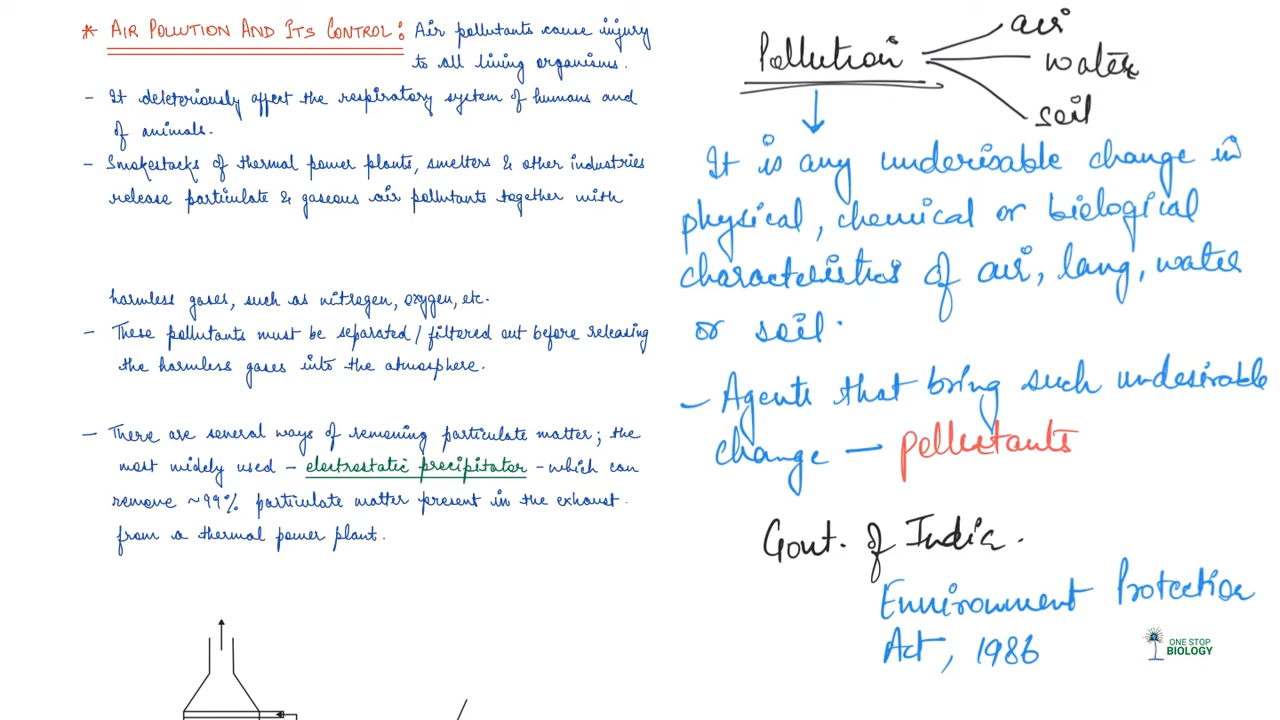 * AIR POLLUTION AND ITS CONTROL: Air pollutants cause injury
to all living organisms.
- It deleteriously affect the respiratory system of humans and
of animals.
- Smokestacks of thermal power plants, smelters & other industries
release particulate & gaseous air pollutants together with
harmless gases, such as nitrogen, oxygen, etc.
- These pollutants must be separated/filtered out before releasing
the harmless gases into the atmosphere.
- There are several ways of removing particulate matter; the
most widely used - electrostatic precipitator - which can
remove ~99% particulate matter present in the exhaust
from a thermal power plant.
Pollution
air
water
soil
It is any underisable change in
physical, chemical or biological
characteristics of air, lang, water
or soil.
- Agents that bring such undesirable
change - pollutants
Govt. of India.
Environment Protection
Act, 1986
ONE STOP
BIOLOGY